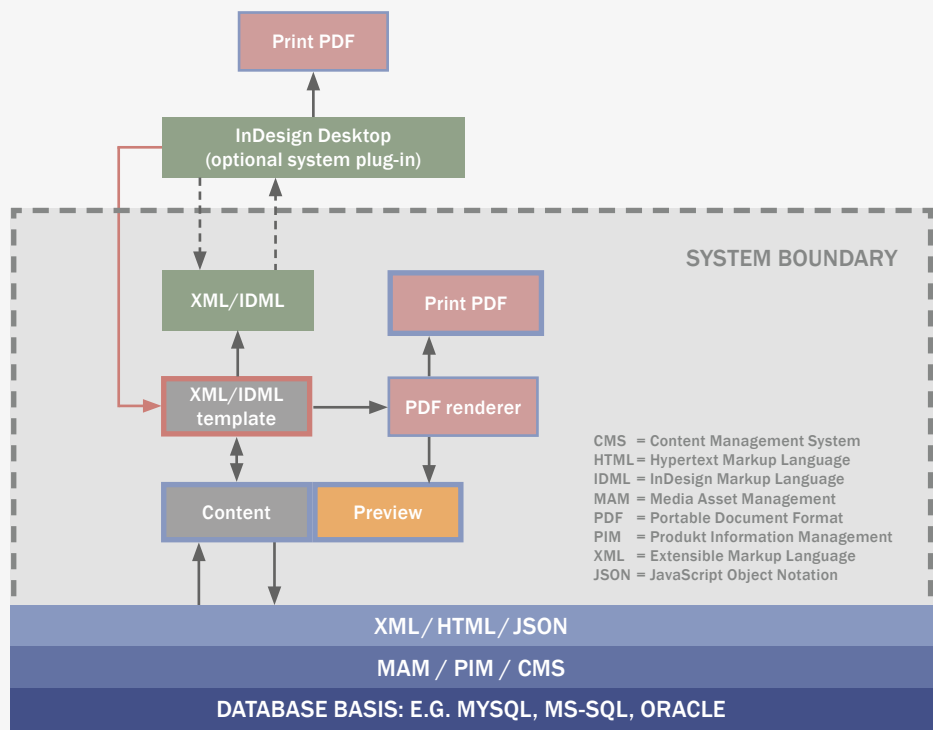 Print PDF
InDesign Desktop
(optional system plug-in)
SYSTEM BOUNDARY
XML/IDML
Print PDF
XML/IDML
template
PDF renderer
Content
Preview
CMS = Content Management System
HTML = Hypertext Markup Language
IDML = InDesign Markup Language
MAM = Media Asset Management
PDF = Portable Document Format
PIM = Produkt Information Management
XML = Extensible Markup Language
JSON = JavaScript Object Notation
XML / HTML / JSON
MAM / PIM / CMS
DATABASE BASIS: E.G. MYSQL, MS-SQL, ORACLE